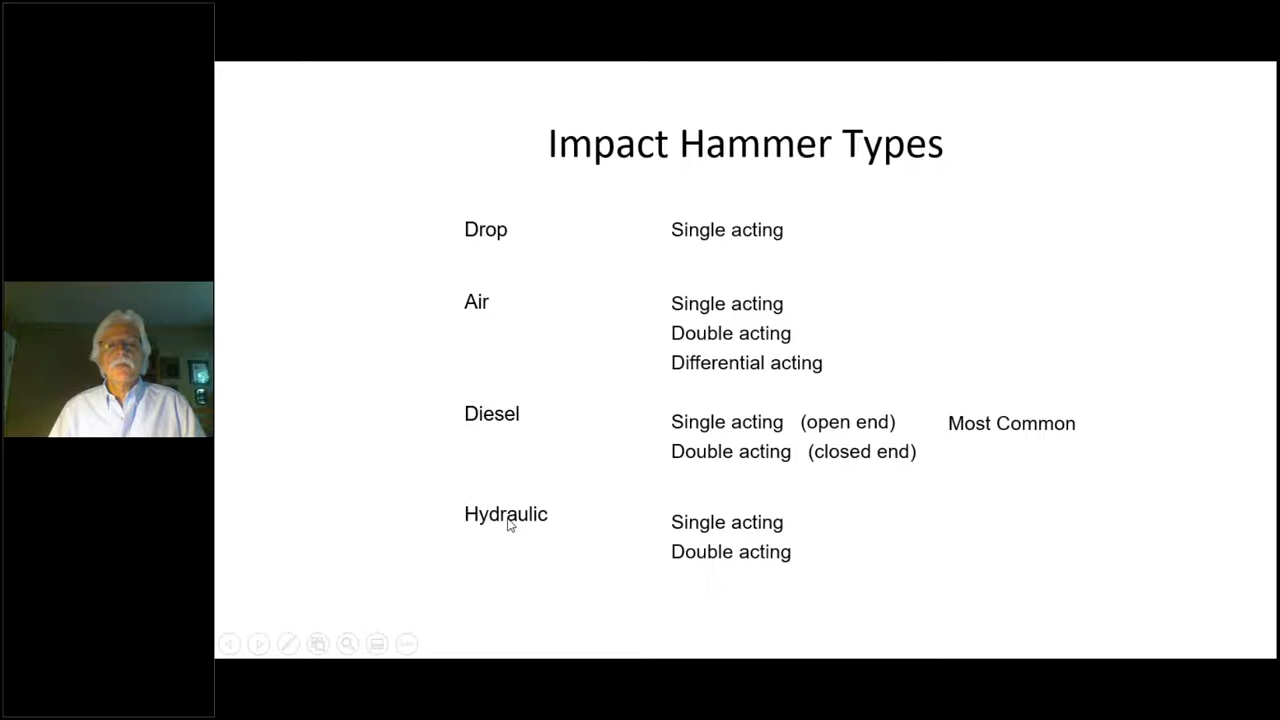 Impact Hammer Types
Drop Single acting
Air Single acting
Double acting
Differential acting
Diesel Single acting (open end) Most Common
Double acting (closed end)
Hydraulic Single acting
Double acting